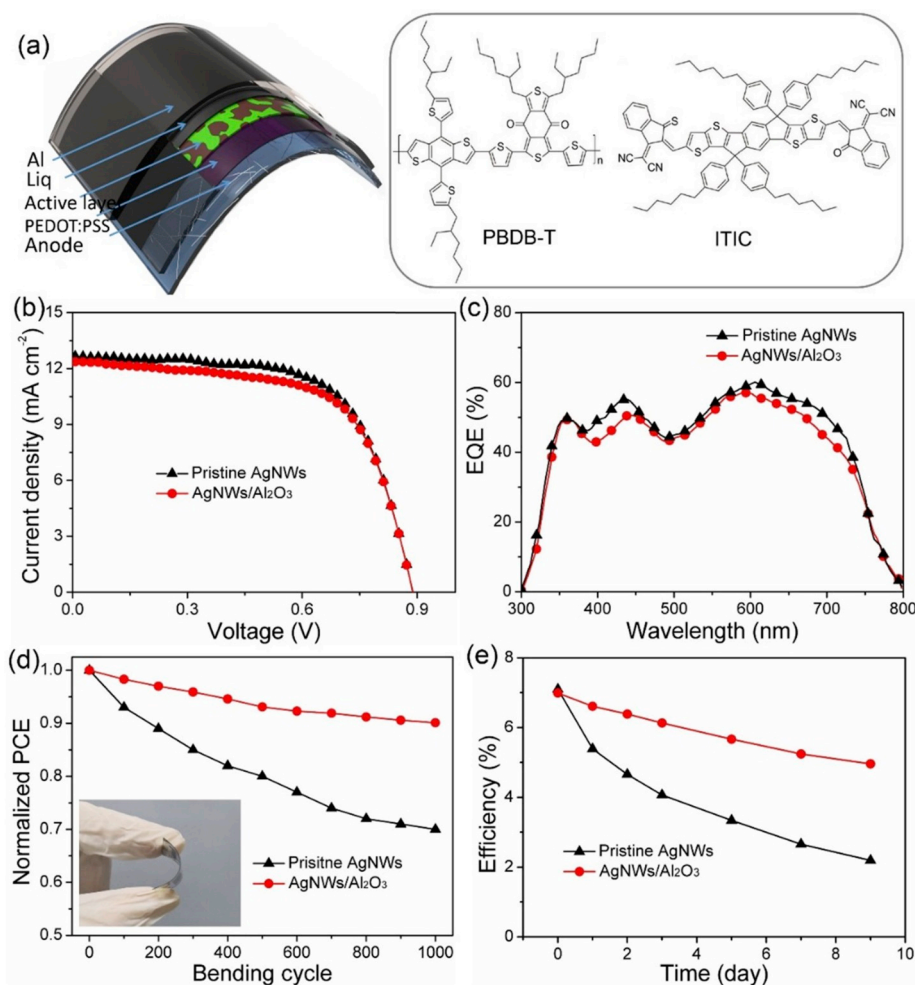 (a)
Al
Liq
Active layer
PEDOT:PSS
Anode
S
S
S
S
S
S
S
S
O
O
n
PBDB-T
O
NC
CN
S
S
S
S
CN
CN
O
ITIC
(b)
Current density (mA cm⁻²)
15
12
9
6
3
0
Pristine AgNWs
AgNWs/Al₂O₃
0.0
0.3
0.6
0.9
Voltage (V)
(c)
EQE (%)
80
60
40
20
0
Pristine AgNWs
AgNWs/Al₂O₃
300
400
500
600
700
800
Wavelength (nm)
(d)
Normalized PCE
1.0
0.9
0.8
0.7
0.6
0.5
Prisitne AgNWs
AgNWs/Al₂O₃
0
200
400
600
800
1000
Bending cycle
(e)
Efficiency (%)
8
6
4
2
0
Pristine AgNWs
AgNWs/Al₂O₃
0
2
4
6
8
10
Time (day)